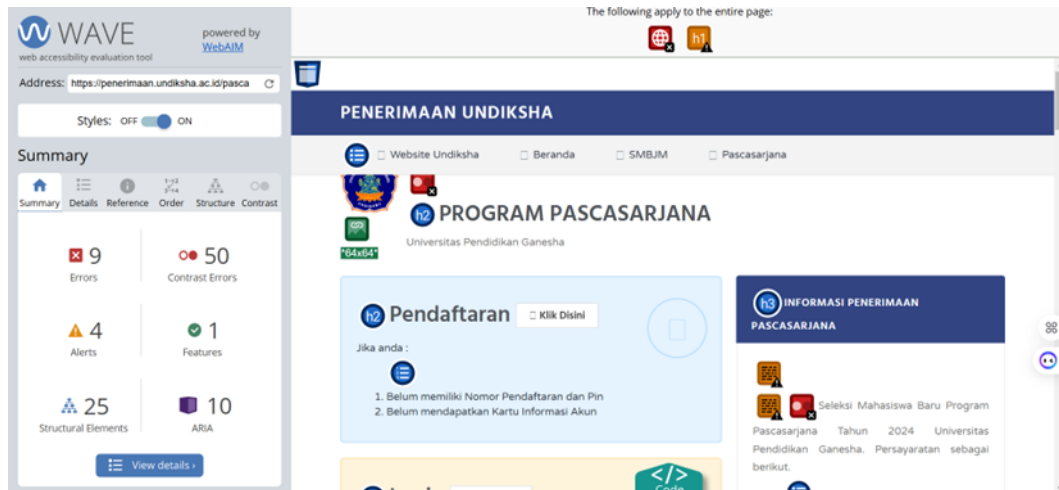 WAVE
powered by
WebAIM
web accessibility evaluation tool
Address: https://penerimaan.undiksha.ac.id/pasca
Styles: OFF ON
Summary
Summary Details Reference Order Structure Contrast
9
Errors
50
Contrast Errors
4
Alerts
1
Features
25
Structural Elements
10
ARIA
View details ›
The following apply to the entire page:
h1
PENERIMAAN UNDIKSHA
Website Undiksha Beranda SMBJM Pascasarjana
h2 PROGRAM PASCASARJANA
*64x64*
Universitas Pendidikan Ganesha
h2 Pendaftaran Klik Disini
Jika anda :
1. Belum memiliki Nomor Pendaftaran dan Pin
2. Belum mendapatkan Kartu Informasi Akun
</>
Code
h3 INFORMASI PENERIMAAN
PASCASARJANA
Seleksi Mahasiswa Baru Program
Pascasarjana Tahun 2024 Universitas
Pendidikan Ganesha. Persayaratan sebagai
berikut.